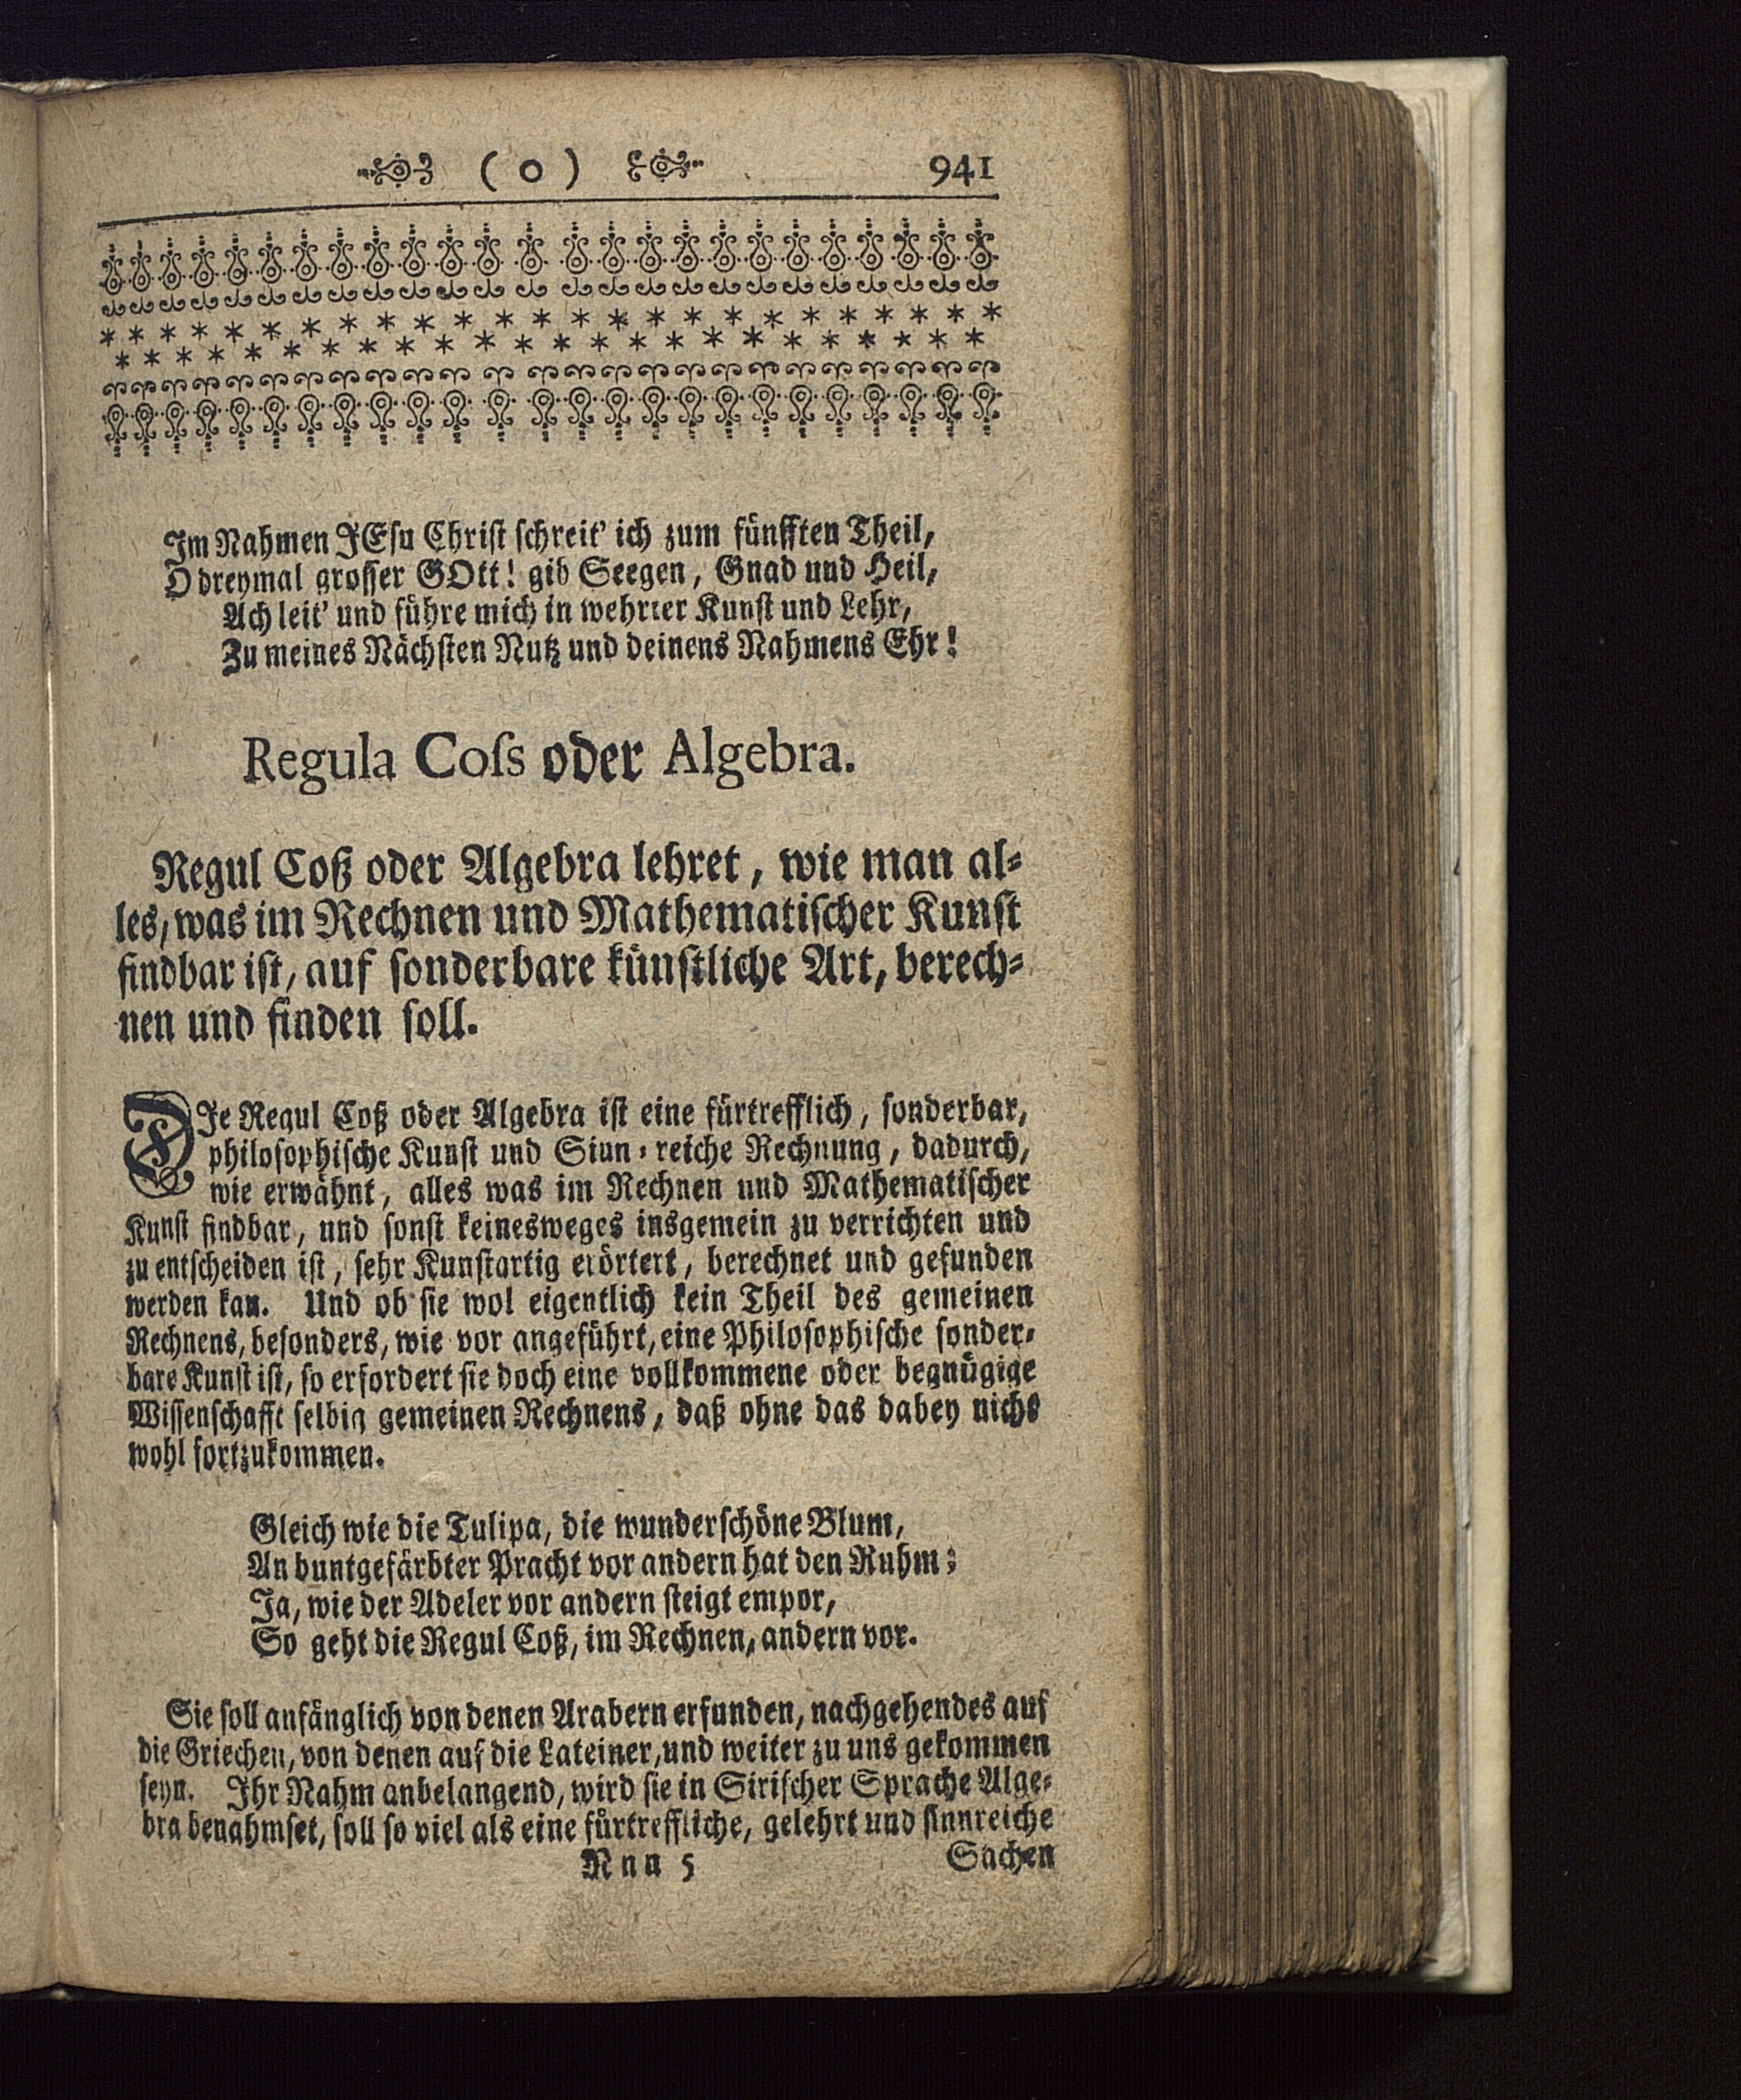 ( 0 ) 941
Im Nahmen JEſu Chriſt ſchreit' ich zum fünfften Theil,
O dreymal groſſer GOtt! gib Seegen, Gnad und Heil,
Ach leit' und führe mich in wehrter Kunſt und Lehr,
Zu meines Nächſten Nutz und deinens Nahmens Ehr!
Regula Coſs oder Algebra.
Regul Coß oder Algebra lehret, wie man al⸗
les, was im Rechnen und Mathematiſcher Kunſt
findbar iſt, auf ſonderbare künſtliche Art, berech⸗
nen und finden ſoll.
DIe Regul Coß oder Algebra iſt eine fürtrefflich, ſonderbar,
philoſophiſche Kunſt und Siun⸗reiche Rechnung, dadurch,
wie erwähnt, alles was im Rechnen und Mathematiſcher
Kunſt findbar, und ſonſt keinesweges insgemein zu verrichten und
zu entſcheiden iſt, ſehr Kunſtartig erörtert, berechnet und gefunden
werden kan. Und ob ſie wol eigentlich kein Theil des gemeinen
Rechnens, beſonders, wie vor angeführt, eine Philoſophiſche ſonder⸗
bare Kunſt iſt, ſo erfordert ſie doch eine vollkommene oder begnügige
Wiſſenſchafft ſelbig gemeinen Rechnens, daß ohne das dabey nicht
wohl fortzukommen.
Gleich wie die Tulipa, die wunderſchöne Blum,
An buntgefärbter Pracht vor andern hat den Ruhm;
Ja, wie der Adeler vor andern ſteigt empor,
So geht die Regul Coß, im Rechnen, andern vor.
Sie ſoll anfänglich von denen Arabern erfunden, nachgehendes auf
die Griechen, von denen auf die Lateiner, und weiter zu uns gekommen
ſeyn. Ihr Nahm anbelangend, wird ſie in Siriſcher Sprache Alge⸗
bra benahmſet, ſoll ſo viel als eine fürtreffliche, gelehrt und ſinnreiche
Nnn 5 Sachen